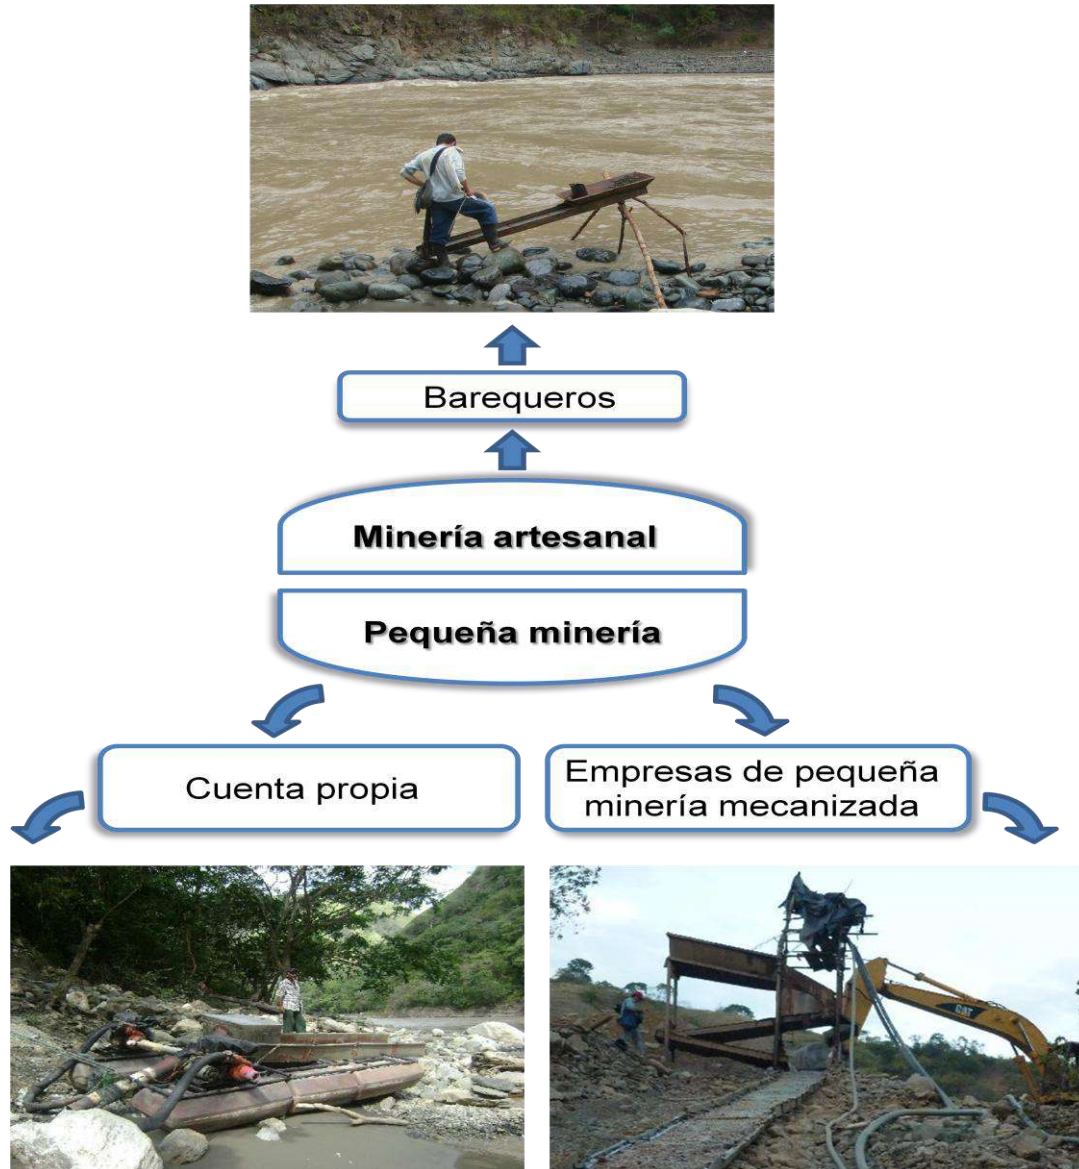 Barequeros
Minería artesanal
Pequeña minería
Cuenta propia
Empresas de pequeña
minería mecanizada
CAT